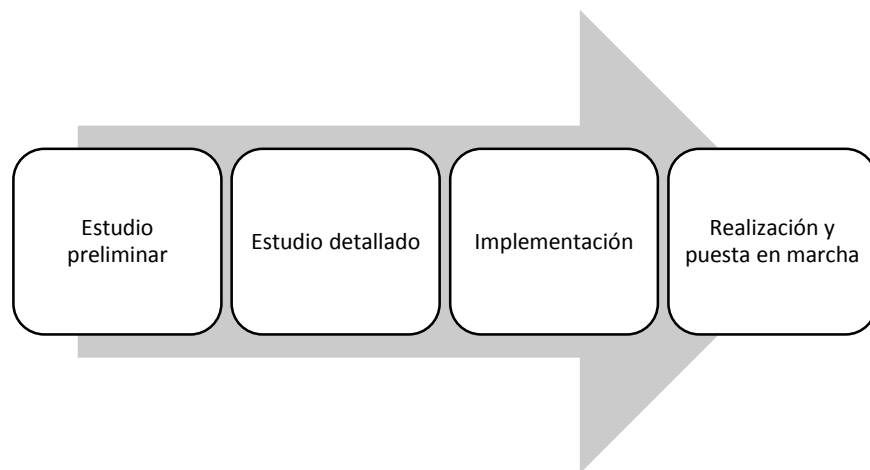 Estudio
preliminar
Estudio detallado
Implementación
Realización y
puesta en marcha